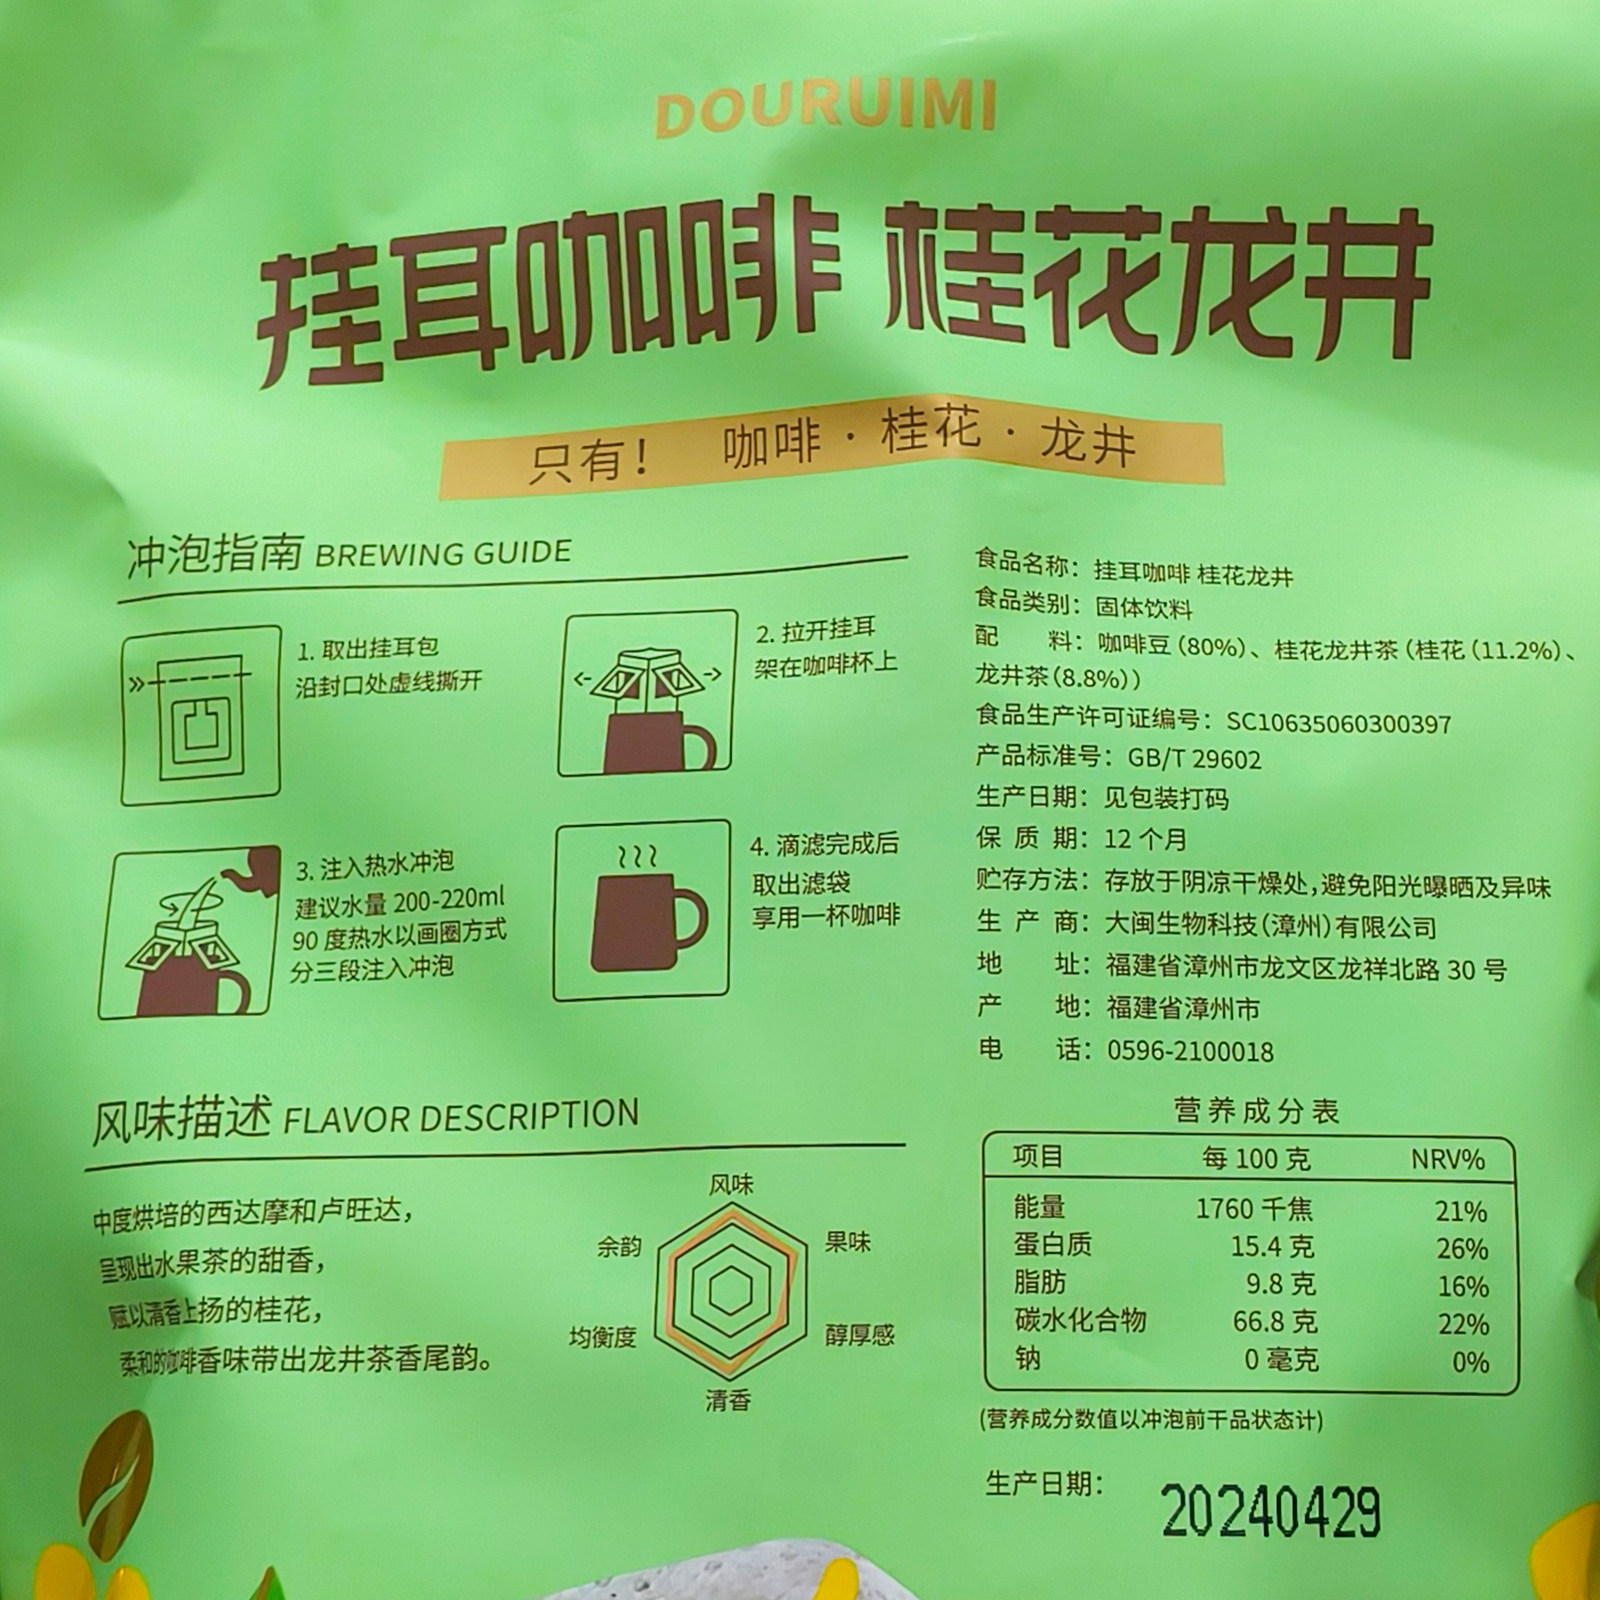 DOURUIMI
挂耳咖啡 桂花龙井
只有！ 咖啡·桂花·龙井
冲泡指南 BREWING GUIDE
1. 取出挂耳包
沿封口处虚线撕开
2. 拉开挂耳
架在咖啡杯上
3. 注入热水冲泡
建议水量 200-220ml
90 度热水以画圈方式
分三段注入冲泡
4. 滴滤完成后
取出滤袋
享用一杯咖啡
风味描述 FLAVOR DESCRIPTION
中度烘培的西达摩和卢旺达，
呈现出水果茶的甜香，
赋以清香上扬的桂花，
柔和的咖啡香味带出龙井茶香尾韵。
风味
余韵
果味
均衡度
醇厚感
清香
食品名称：挂耳咖啡 桂花龙井
食品类别：固体饮料
配 料：咖啡豆（80%）、桂花龙井茶（桂花（11.2%）、
龙井茶（8.8%））
食品生产许可证编号：SC10635060300397
产品标准号：GB/T 29602
生产日期：见包装打码
保 质 期：12 个月
贮存方法：存放于阴凉干燥处，避免阳光曝晒及异味
生 产 商：大闽生物科技（漳州）有限公司
地 址：福建省漳州市龙文区龙祥北路 30 号
产 地：福建省漳州市
电 话：0596-2100018
营养成分表
项目 每 100 克 NRV%
能量 1760 千焦 21%
蛋白质 15.4 克 26%
脂肪 9.8 克 16%
碳水化合物 66.8 克 22%
钠 0 毫克 0%
(营养成分数值以冲泡前干品状态计)
生产日期： 20240429